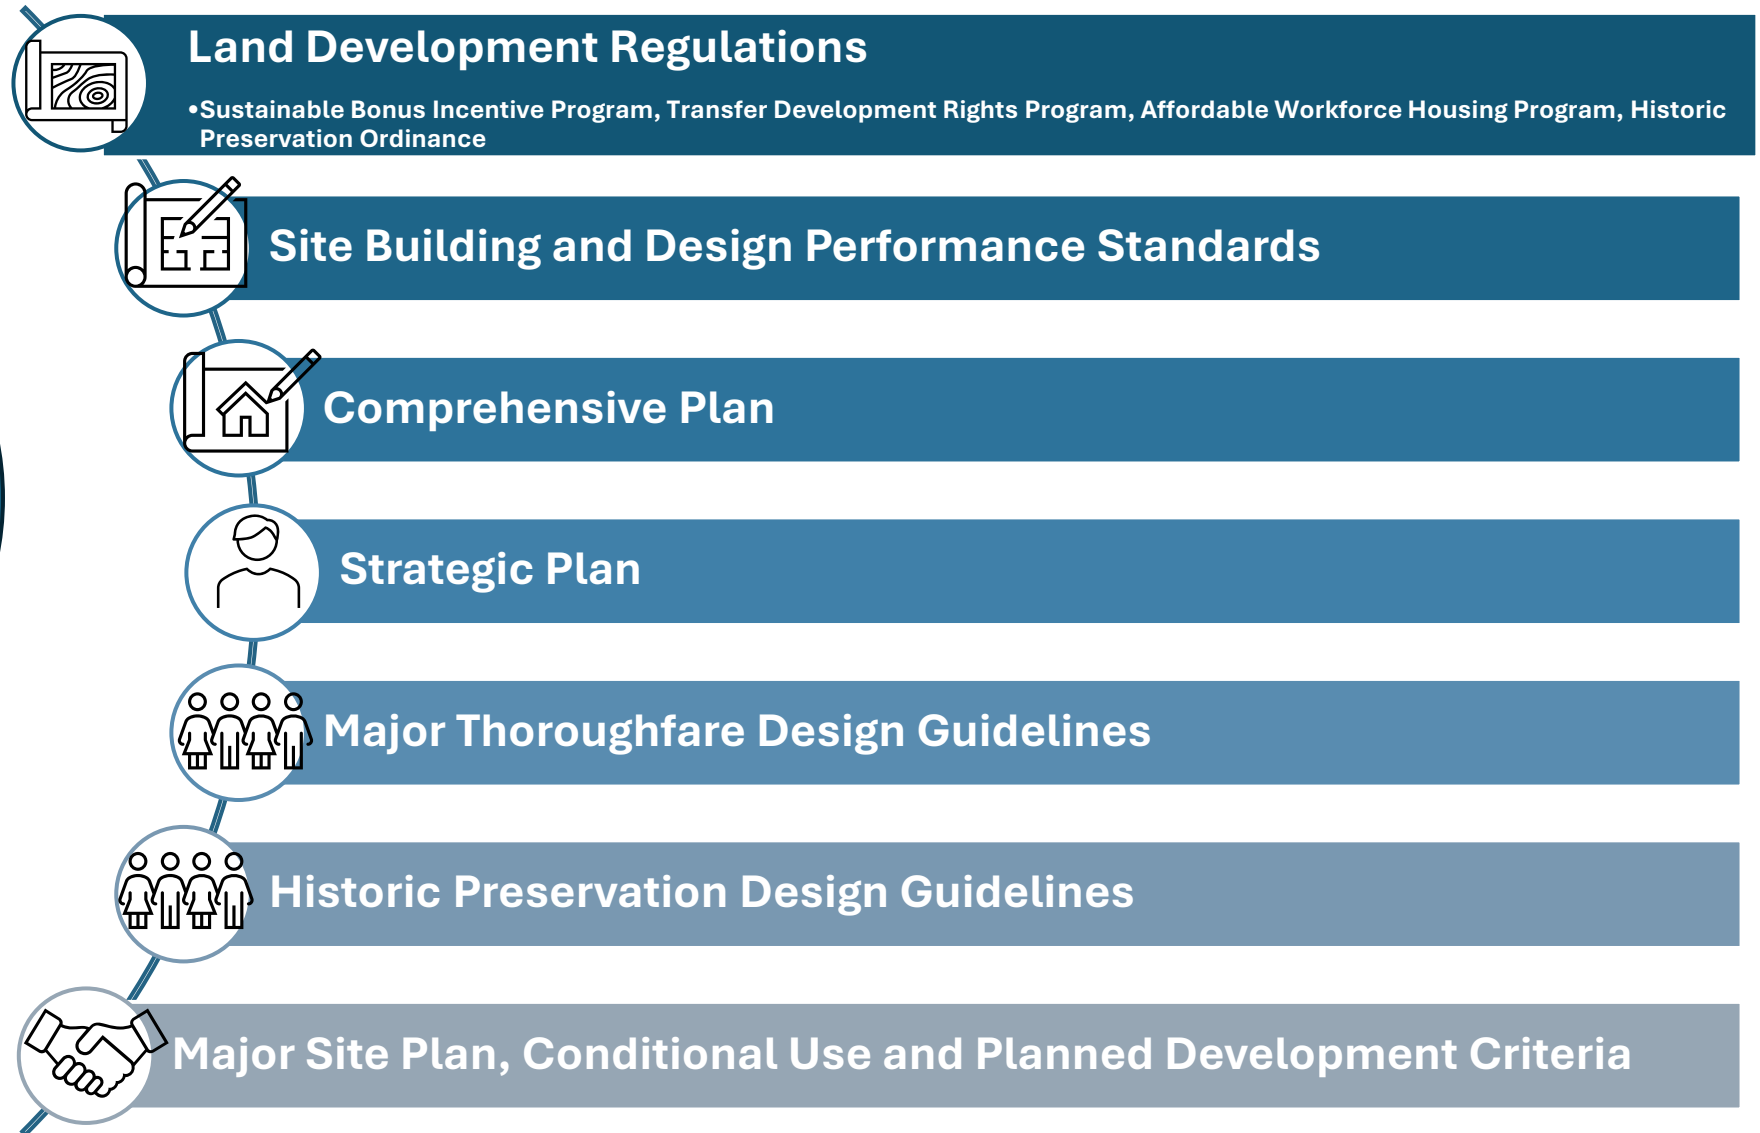 Land Development Regulations
•Sustainable Bonus Incentive Program, Transfer Development Rights Program, Affordable Workforce Housing Program, Historic
Preservation Ordinance
Site Building and Design Performance Standards
Comprehensive Plan
Strategic Plan
Major Thoroughfare Design Guidelines
Historic Preservation Design Guidelines
Major Site Plan, Conditional Use and Planned Development Criteria